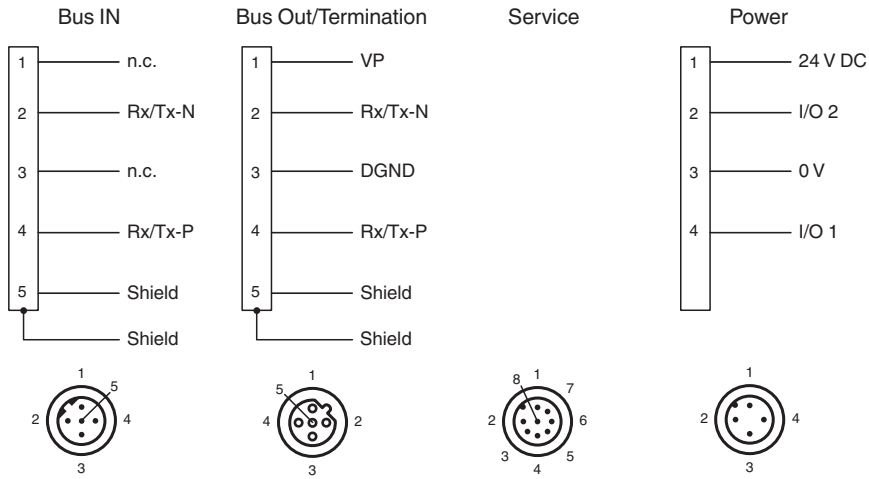 Bus IN
1 n.c.
2 Rx/Tx-N
3 n.c.
4 Rx/Tx-P
5 Shield
Shield
1
5
2 4
3
Bus Out/Termination
1 VP
2 Rx/Tx-N
3 DGND
4 Rx/Tx-P
5 Shield
Shield
1
5
4 2
3
Service
8 1 7
2 6
3 5
4
Power
1 24 V DC
2 I/O 2
3 0 V
4 I/O 1
1
2 4
3